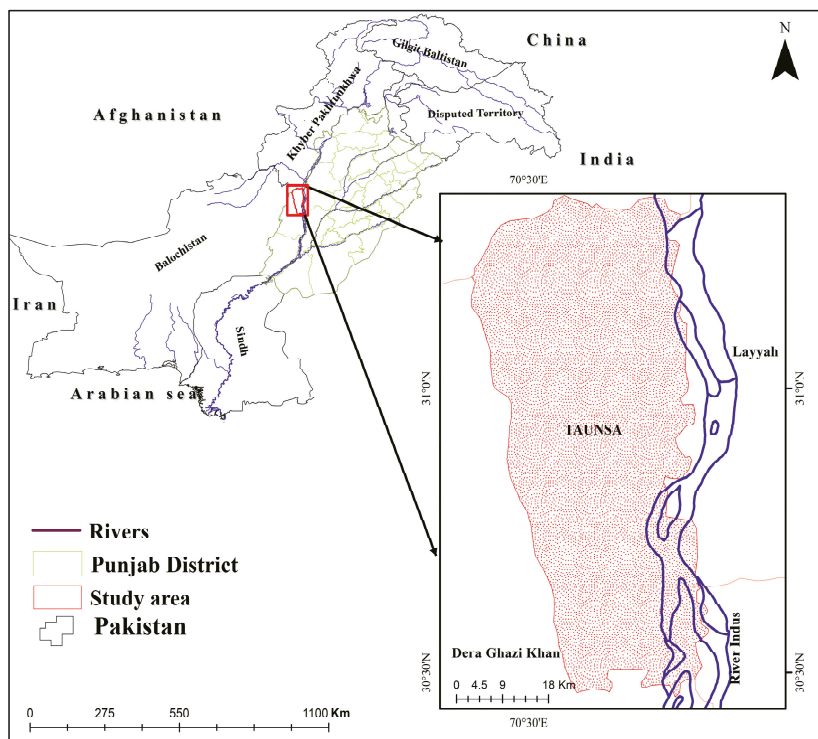 China
N
Gilgit Baltistan
Afghanistan
Khyber Pakhtunkhwa
Disputed Territory
India
70°30'E
Balochistan
Iran
Sindh
Layyah
31°0'N
31°0'N
Arabian sea
TAUNSA
Rivers
Punjab District
Study area
Pakistan
River Indus
Dera Ghazi Khan
30°30'N
30°30'N
0 4.5 9 18 Km
0 275 550 1100 Km
70°30'E